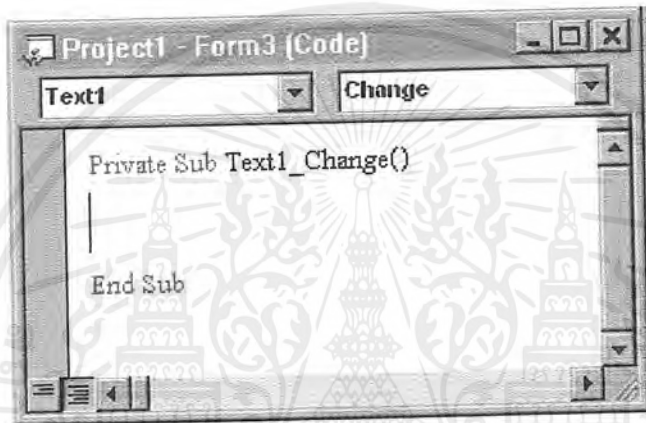 Project1 - Form3 (Code)
Text1 Change
Private Sub Text1_Change()
End Sub